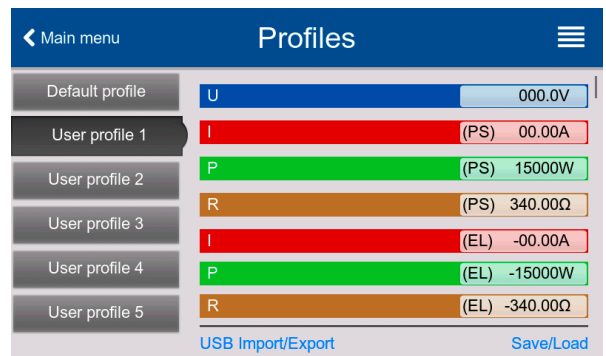 Main menu
Profiles
Default profile
User profile 1
User profile 2
User profile 3
User profile 4
User profile 5
U 000.0V
I (PS) 00.00A
P (PS) 15000W
R (PS) 340.00Ω
I (EL) -00.00A
P (EL) -15000W
R (EL) -340.00Ω
USB Import/Export
Save/Load